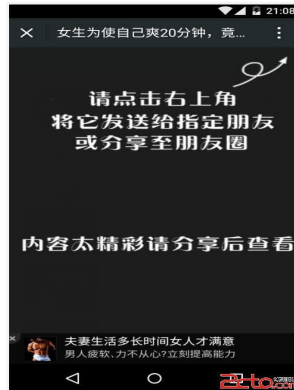 21:08
女生为使自己爽20分钟，竟...
请点击右上角
将它发送给指定朋友
或分享至朋友圈
内容太精彩请分享后查看
夫妻生活多长时间女人才满意
男人疲软、力不从心?立刻提高能力